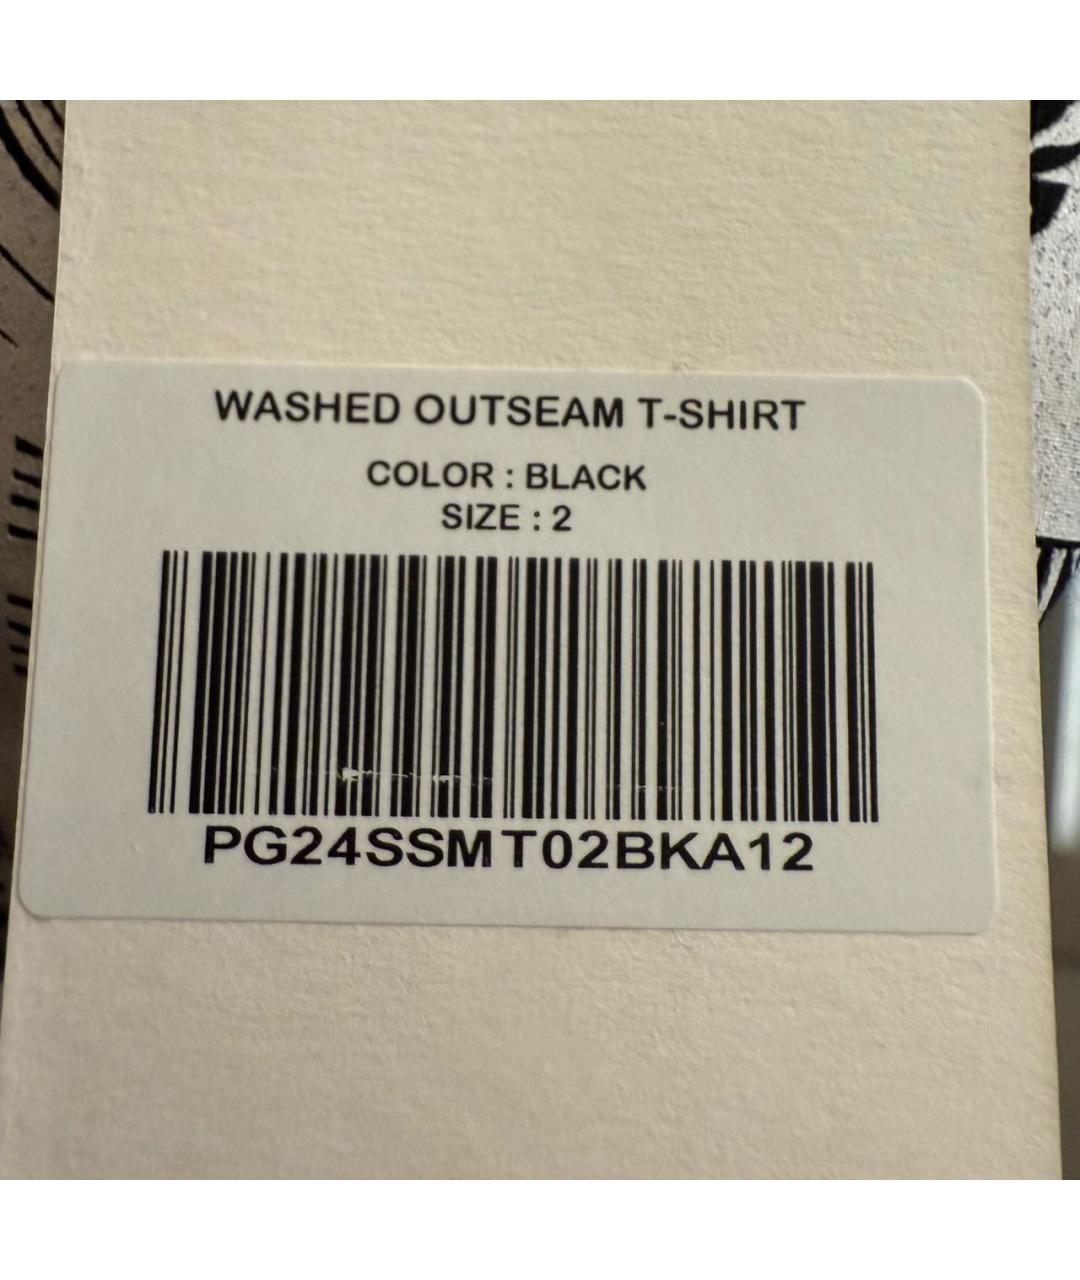 WASHED OUTSEAM T-SHIRT
COLOR : BLACK
SIZE : 2
PG24SSMT02BKA12